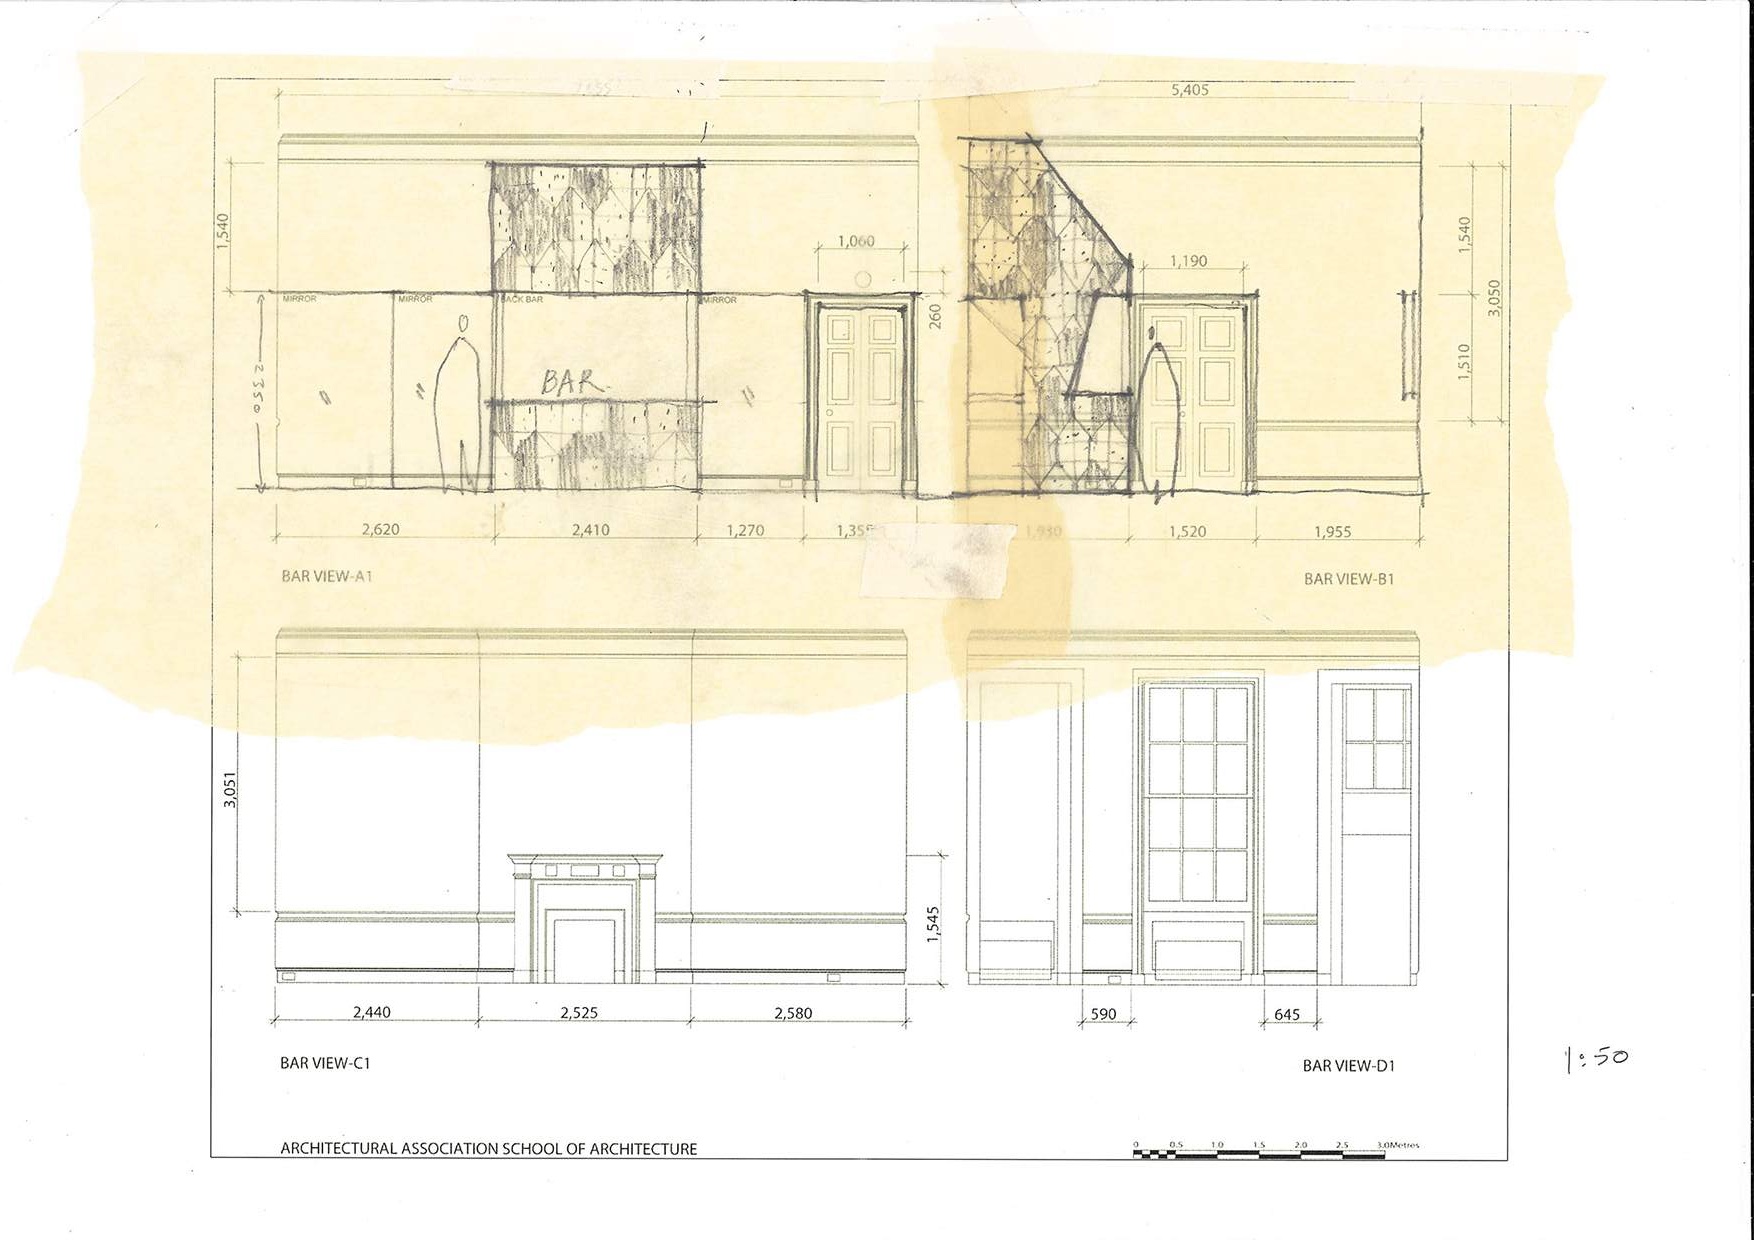 5,405
1,540
1,060
1,190
1,540
3,050
MIRROR
MIRROR
BACK BAR
MIRROR
260
1,510
2350
BAR
2,620
2,410
1,270
1,930
1,520
1,955
BAR VIEW-A1
BAR VIEW-B1
3,051
1,545
2,440
2,525
2,580
590
645
BAR VIEW-C1
BAR VIEW-D1
1:50
ARCHITECTURAL ASSOCIATION SCHOOL OF ARCHITECTURE
0 0.5 1.0 1.5 2.0 2.5 3.0Metres